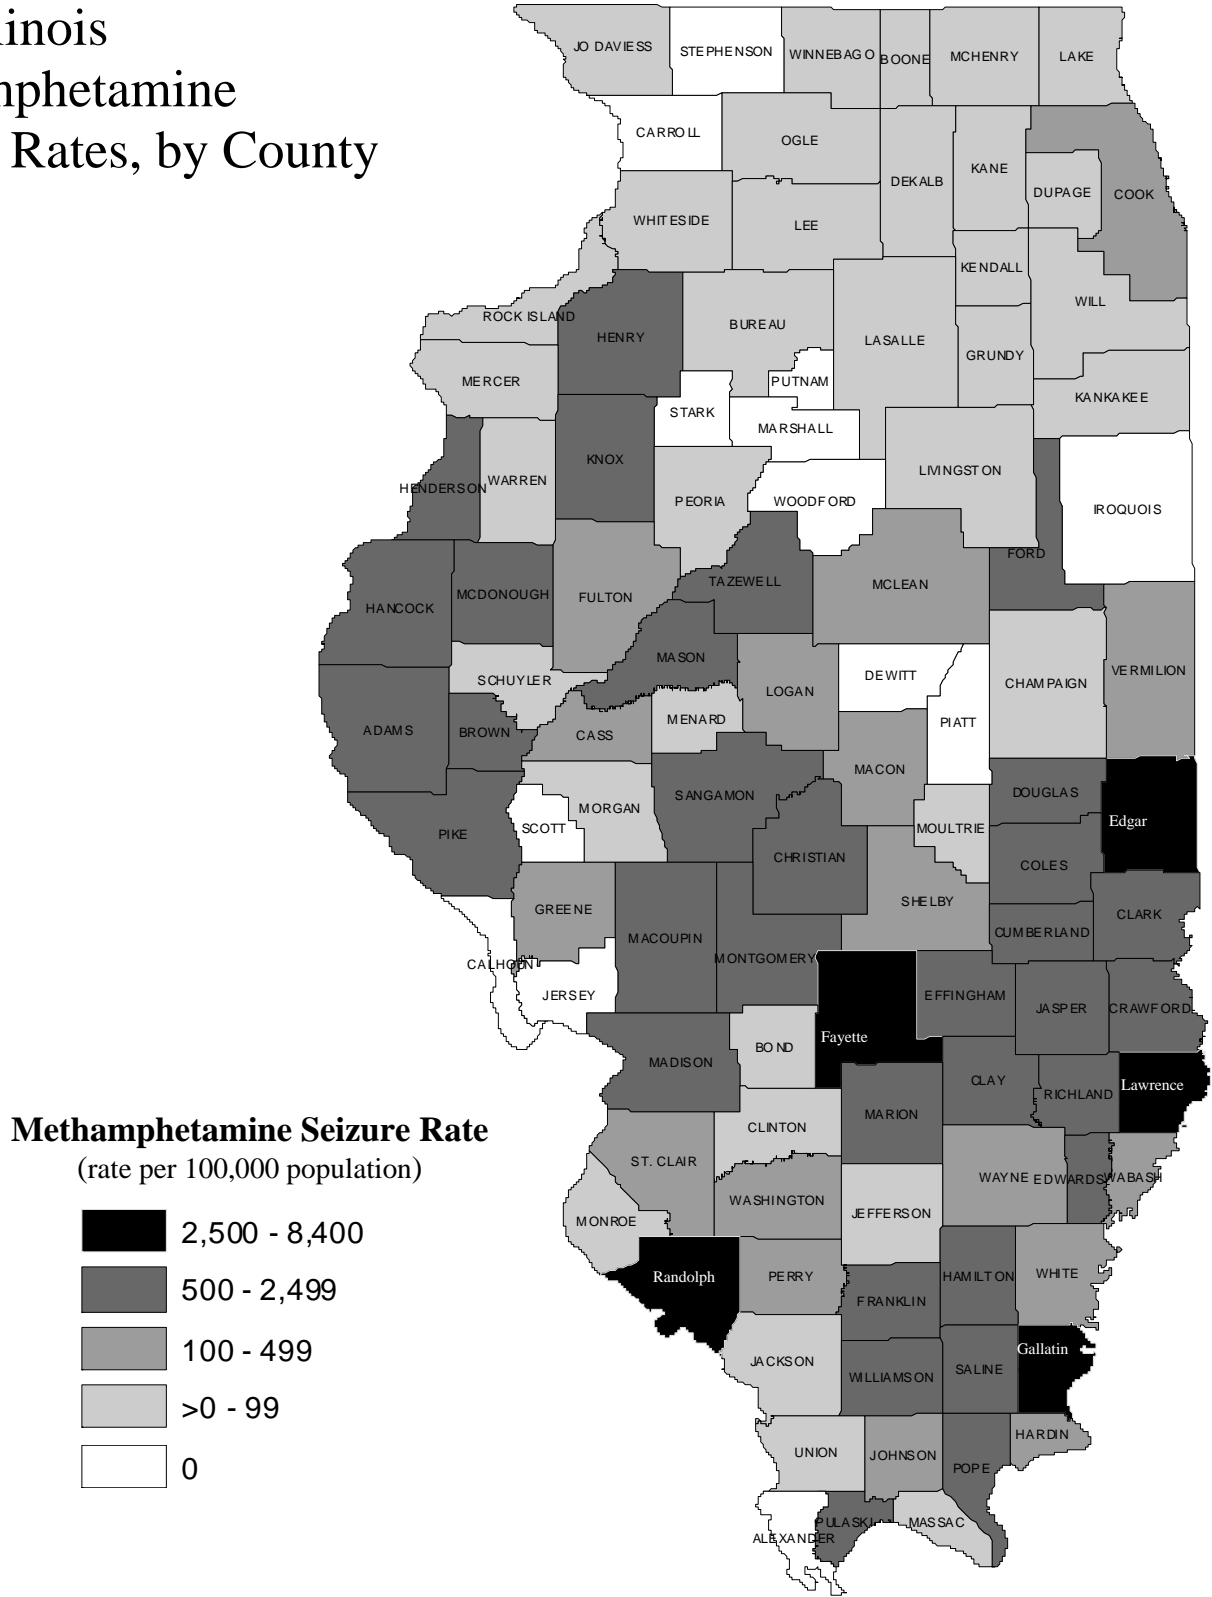 linois
nphetamine
Rates, by County
JO DAVIESS
STEPHENSON
WINNEBAGO
BOONE
MCHENRY
LAKE
CARROLL
OGLE
DEKALB
KANE
DUPAGE
COOK
WHITESIDE
LEE
KENDALL
WILL
ROCK ISLAND
HENRY
BUREAU
LASALLE
GRUNDY
MERCER
PUTNAM
KANKAKEE
STARK
MARSHALL
HENDERSON
WARREN
KNOX
PEORIA
WOODFORD
LIVINGSTON
IROQUOIS
FORD
HANCOCK
MCDONOUGH
FULTON
TAZEWELL
MCLEAN
MASON
SCHUYLER
LOGAN
DEWITT
CHAMPAIGN
VERMILION
ADAMS
BROWN
CASS
MENARD
PIATT
MACON
PIKE
SCOTT
MORGAN
SANGAMON
DOUGLAS
Edgar
CHRISTIAN
MOULTRIE
COLES
GREENE
SHELBY
CLARK
MACOUPIN
CUMBERLAND
MONTGOMERY
CALHOUN
JERSEY
EFFINGHAM
JASPER
CRAWFORD
Fayette
BOND
MADISON
CLAY
RICHLAND
Lawrence
MARION
CLINTON
ST. CLAIR
WASHINGTON
WAYNE
EDWARDS
WABASH
MONROE
JEFFERSON
Randolph
PERRY
HAMILTON
WHITE
FRANKLIN
JACKSON
WILLIAMSON
SALINE
Gallatin
UNION
JOHNSON
POPE
HARDIN
ALEXANDER
PULASKI
MASSAC
Methamphetamine Seizure Rate
(rate per 100,000 population)
2,500 - 8,400
500 - 2,499
100 - 499
>0 - 99
0